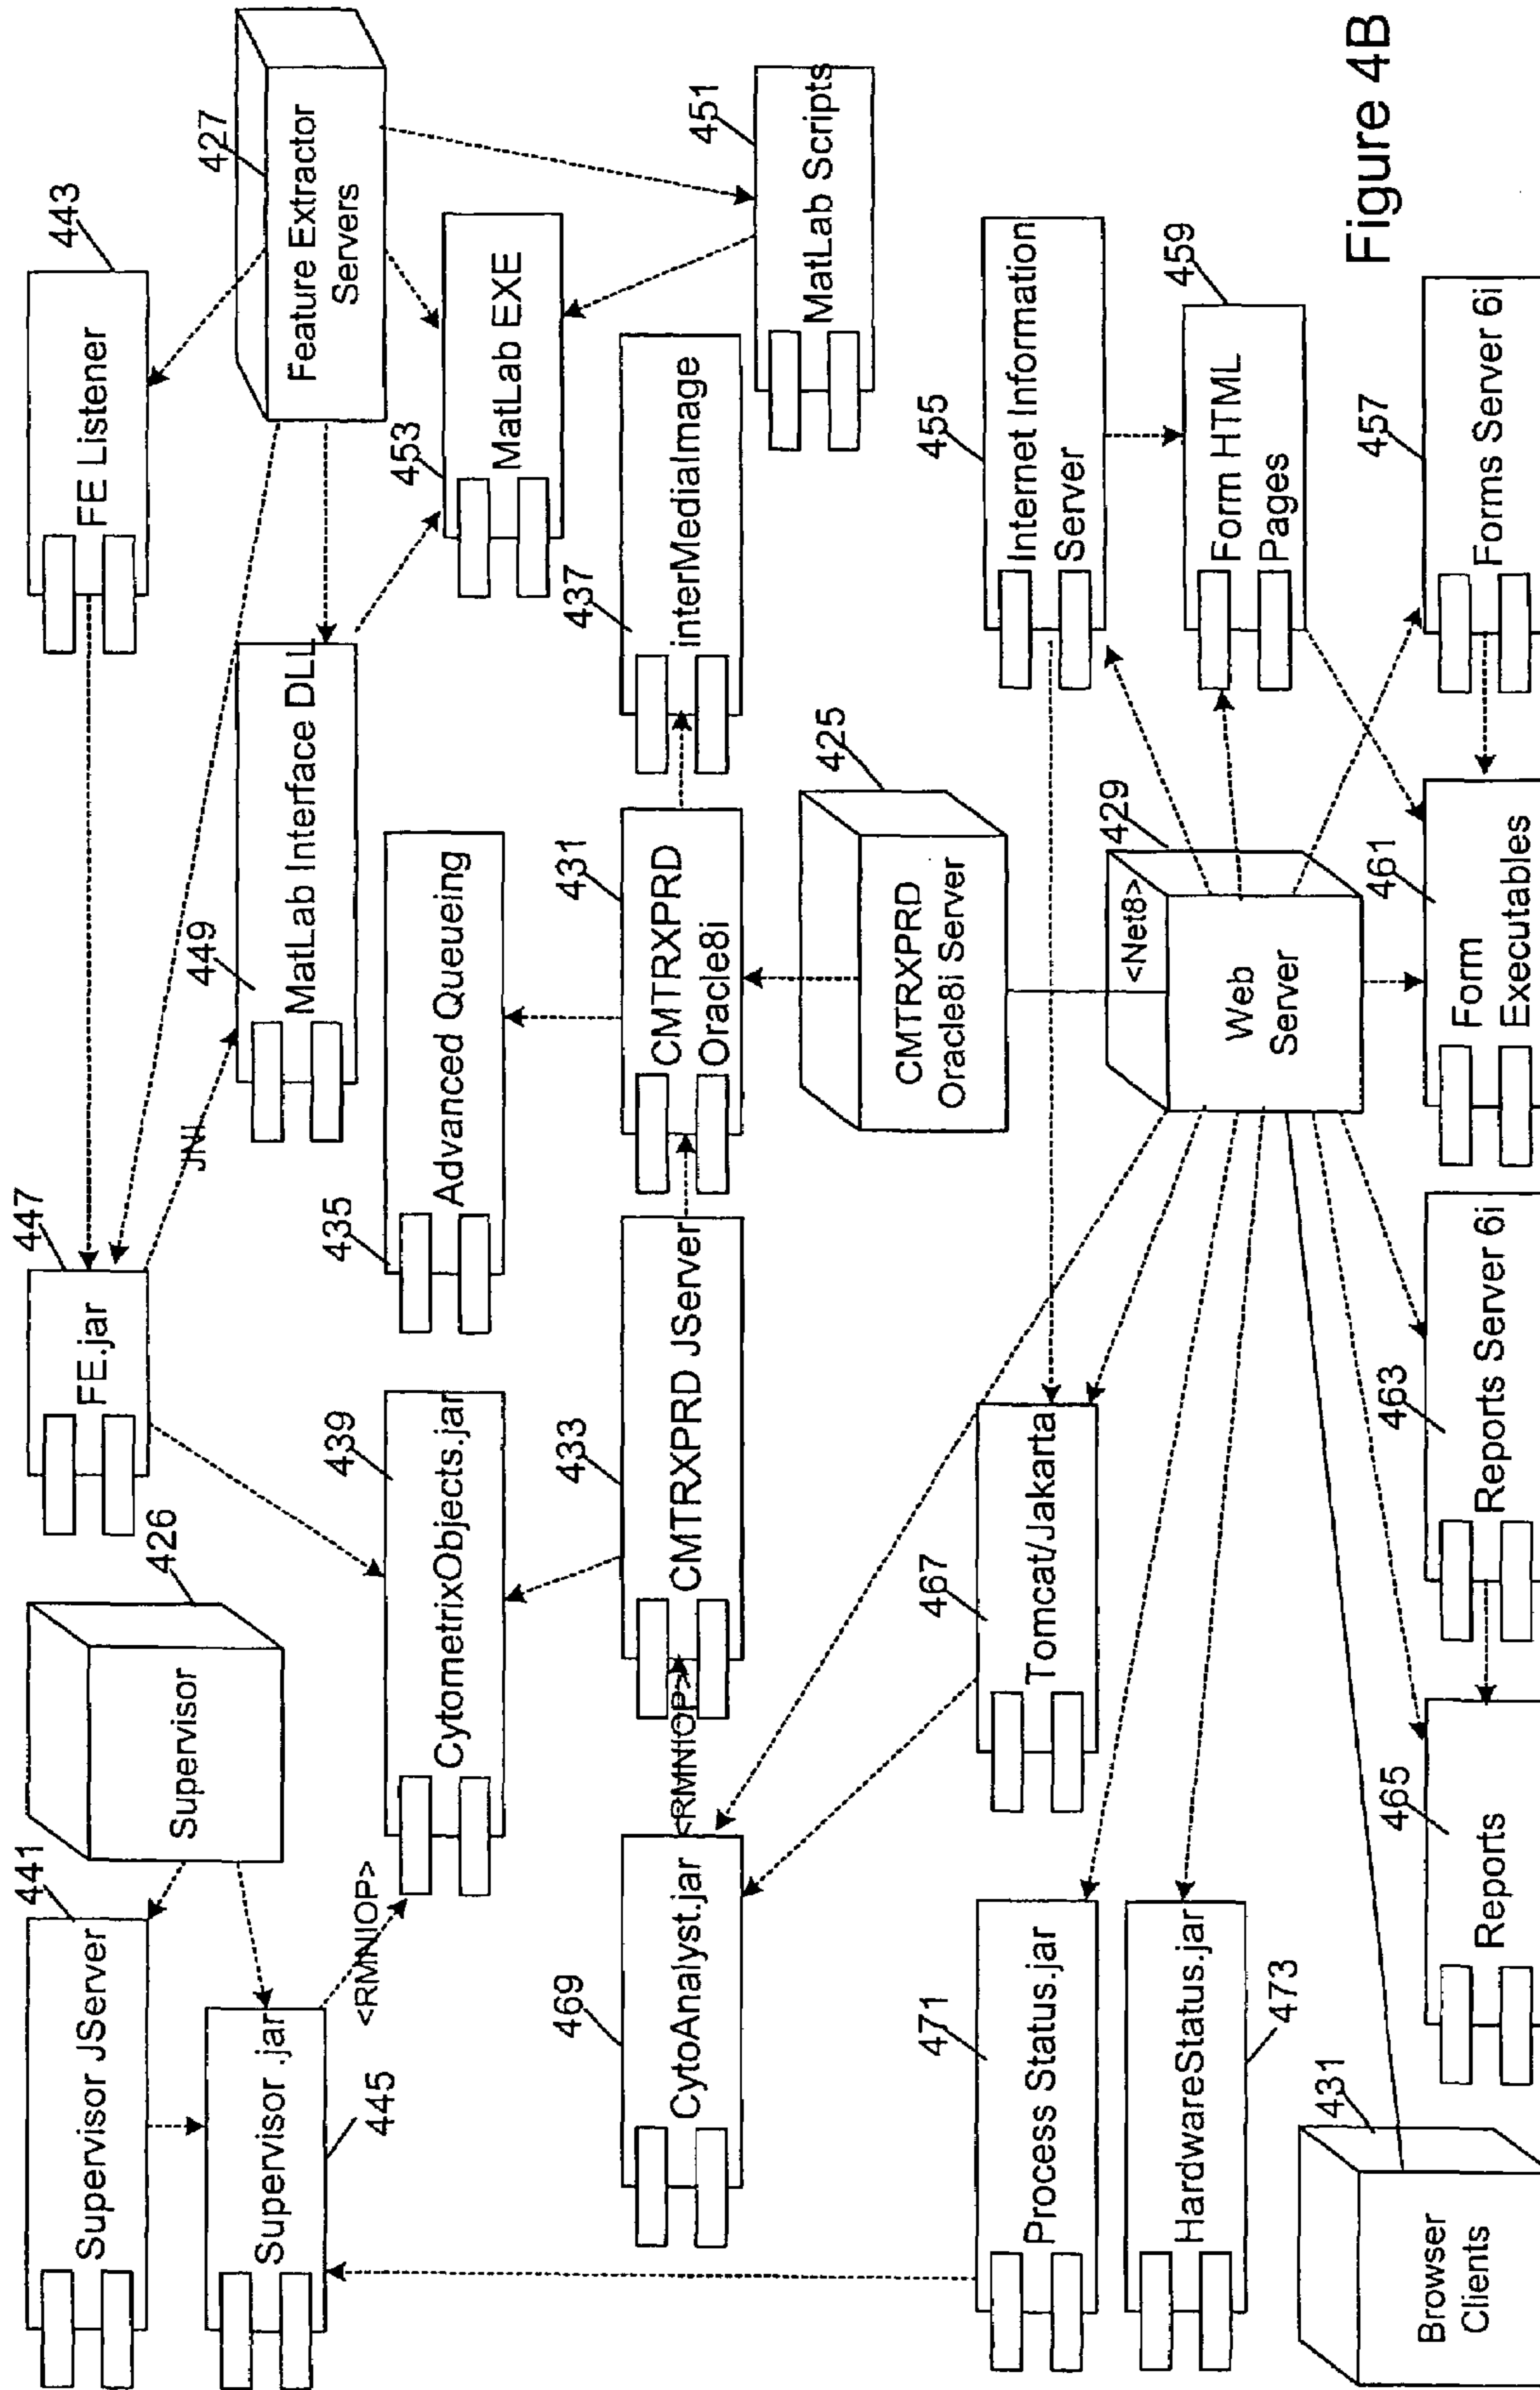 441
Supervisor JServer
Supervisor
426
447
FE.jar
443
FE Listener
Supervisor .jar
445
<RMNIOP>
JNI
449
MatLab Interface DLL
427
Feature Extractor
Servers
439
CytometrixObjects.jar
435
Advanced Queueing
453
MatLab EXE
469
CytoAnalyst.jar
<RMNIOP>
433
CMTRXPRD JServer
431
CMTRXPRD
Oracle8i
437
interMediaImage
451
MatLab Scripts
425
CMTRXPRD
Oracle8i Server
471
Process Status.jar
467
Tomcat/Jakarta
455
Internet Information
Server
HardwareStatus.jar
473
429
<Net8>
Web
Server
459
Form HTML
Pages
431
Browser
Clients
465
Reports
463
Reports Server 6i
461
Form
Executables
457
Forms Server 6i
Figure 4B